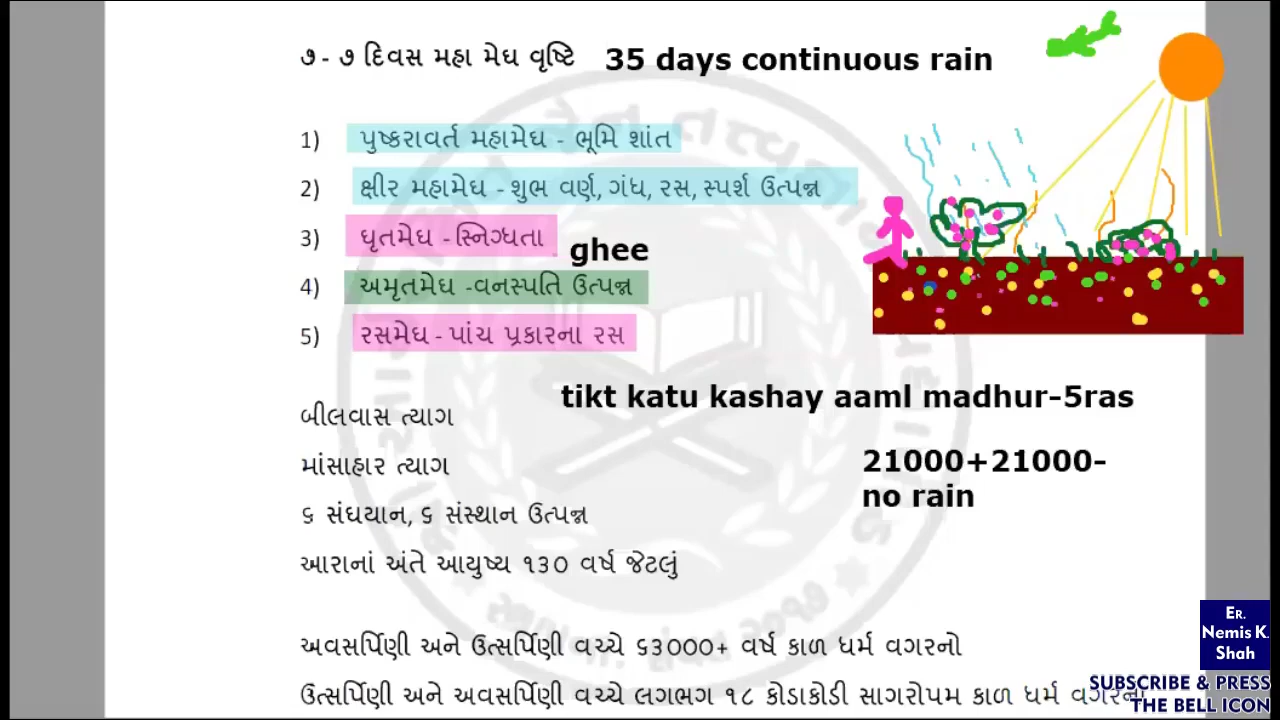 ૭ - ૭ દિવસ મહા મેઘ વૃષ્ટિ 35 days continuous rain
1) પુષ્કરાવર્ત મહામેઘ - ભૂમિ શાંત
2) ક્ષીર મહામેઘ - શુભ વર્ણ, ગંધ, રસ, સ્પર્શ ઉત્પન્ન
3) ઘૃતમેઘ - સ્નિગ્ધતા ghee
4) અમૃતમેઘ -વનસ્પતિ ઉત્પન્ન
5) રસમેઘ - પાંચ પ્રકારના રસ
tikt katu kashay aaml madhur-5ras
બીલવાસ ત્યાગ
માંસાહાર ત્યાગ
21000+21000-
no rain
૬ સંઘયાન, ૬ સંસ્થાન ઉત્પન્ન
આરાનાં અંતે આયુષ્ય ૧૩૦ વર્ષ જેટલું
અવસર્પિણી અને ઉત્સર્પિણી વચ્ચે ૬૩૦૦૦+ વર્ષ કાળ ધર્મ વગરનો
ઉત્સર્પિણી અને અવસર્પિણી વચ્ચે લગભગ ૧૮ કોડાકોડી સાગરોપમ કાળ ધર્મ વગરનો
ER.
NEMIS K.
SHAH
SUBSCRIBE & PRESS
THE BELL ICON